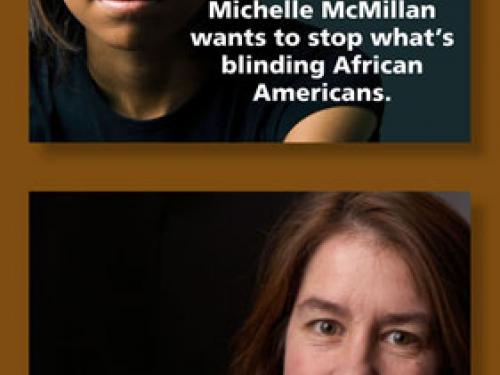 Michelle McMillan
wants to stop what's
blinding African
Americans.